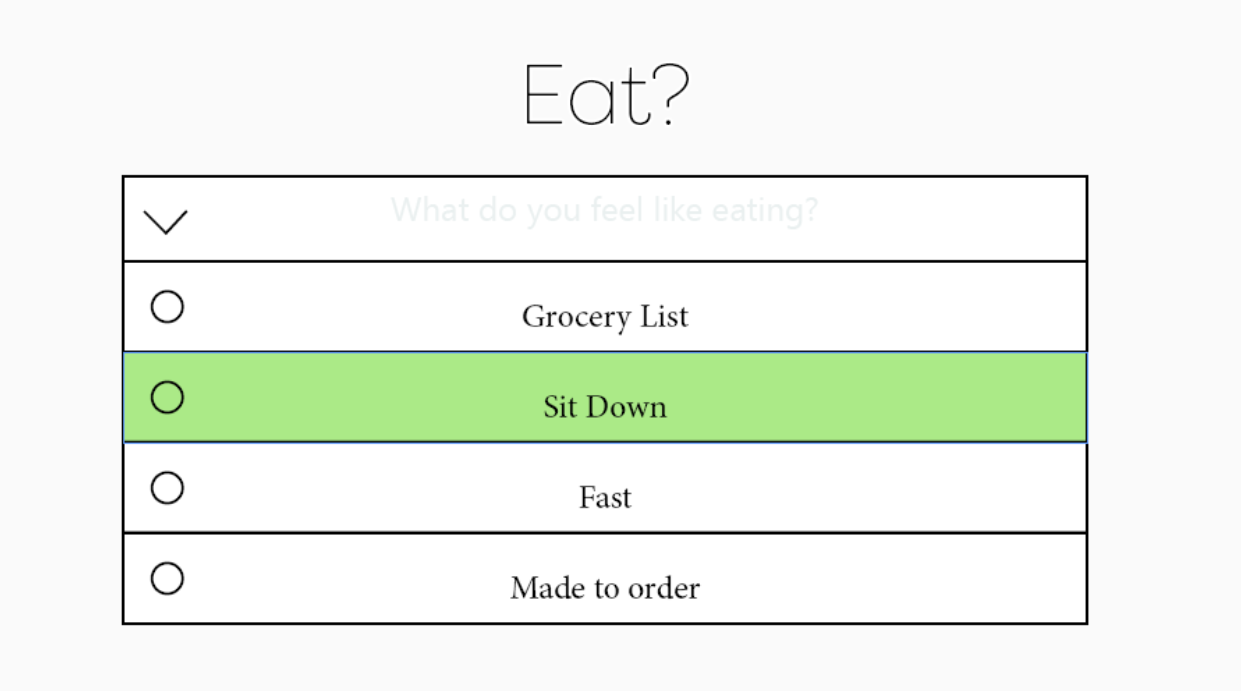 Eat?
What do you feel like eating?
Grocery List
Sit Down
Fast
Made to order